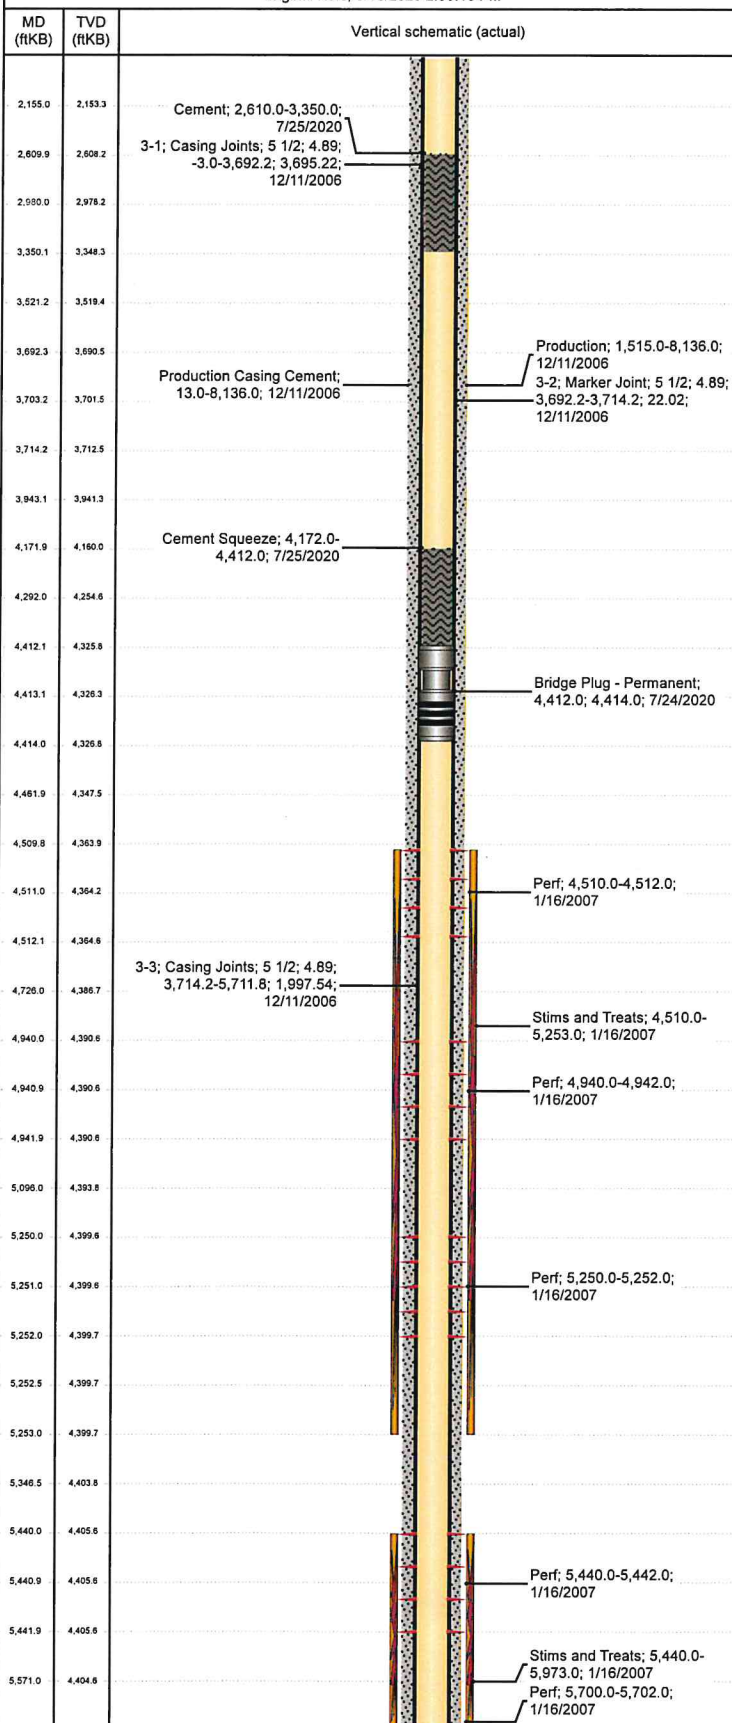 MD
(ftKB)
TVD
(ftKB)
Vertical schematic (actual)
2,155.0 2,153.3
2,609.9 2,608.2
2,980.0 2,978.2
3,350.1 3,348.3
3,521.2 3,519.4
3,692.3 3,690.5
3,703.2 3,701.5
3,714.2 3,712.5
3,943.1 3,941.3
4,171.9 4,160.0
4,292.0 4,254.6
4,412.1 4,325.8
4,413.1 4,326.3
4,414.0 4,326.8
4,461.9 4,347.5
4,509.8 4,363.9
4,511.0 4,364.2
4,512.1 4,364.6
4,726.0 4,386.7
4,940.0 4,390.6
4,940.9 4,390.6
4,941.9 4,390.6
5,096.0 4,393.8
5,250.0 4,399.6
5,251.0 4,399.6
5,252.0 4,399.7
5,252.5 4,399.7
5,253.0 4,399.7
5,346.5 4,403.8
5,440.0 4,405.6
5,440.9 4,405.6
5,441.9 4,405.6
5,571.0 4,404.6
Cement; 2,610.0-3,350.0;
7/25/2020
3-1; Casing Joints; 5 1/2; 4.89;
-3.0-3,692.2; 3,695.22;
12/11/2006
Production; 1,515.0-8,136.0;
12/11/2006
Production Casing Cement;
13.0-8,136.0; 12/11/2006
3-2; Marker Joint; 5 1/2; 4.89;
3,692.2-3,714.2; 22.02;
12/11/2006
Cement Squeeze; 4,172.0-
4,412.0; 7/25/2020
Bridge Plug - Permanent;
4,412.0; 4,414.0; 7/24/2020
Perf; 4,510.0-4,512.0;
1/16/2007
3-3; Casing Joints; 5 1/2; 4.89;
3,714.2-5,711.8; 1,997.54;
12/11/2006
Stims and Treats; 4,510.0-
5,253.0; 1/16/2007
Perf; 4,940.0-4,942.0;
1/16/2007
Perf; 5,250.0-5,252.0;
1/16/2007
Perf; 5,440.0-5,442.0;
1/16/2007
Stims and Treats; 5,440.0-
5,973.0; 1/16/2007
Perf; 5,700.0-5,702.0;
1/16/2007